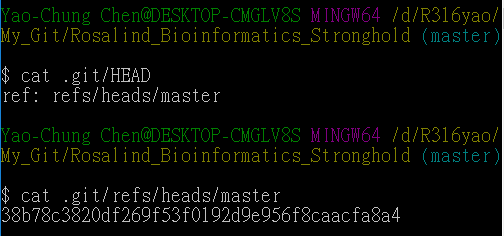 Yao-Chung Chen@DESKTOP-CMGLV8S MINGW64 /d/R316yao/
My_Git/Rosalind_Bioinformatics_Stronghold (master)
$ cat .git/HEAD
ref: refs/heads/master
Yao-Chung Chen@DESKTOP-CMGLV8S MINGW64 /d/R316yao/
My_Git/Rosalind_Bioinformatics_Stronghold (master)
$ cat .git/refs/heads/master
38b78c3820df269f53f0192d9e956f8caacfa8a4